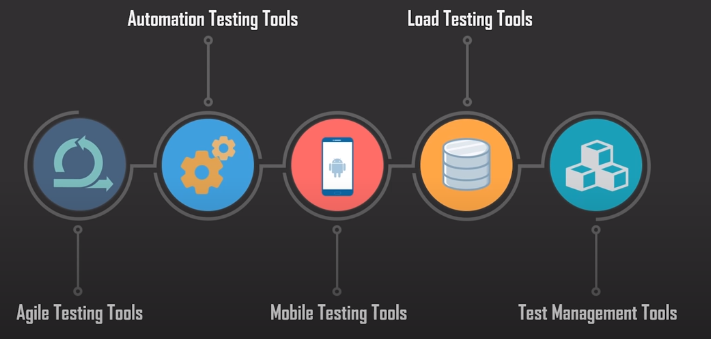 Automation Testing Tools
Load Testing Tools
Agile Testing Tools
Mobile Testing Tools
Test Management Tools